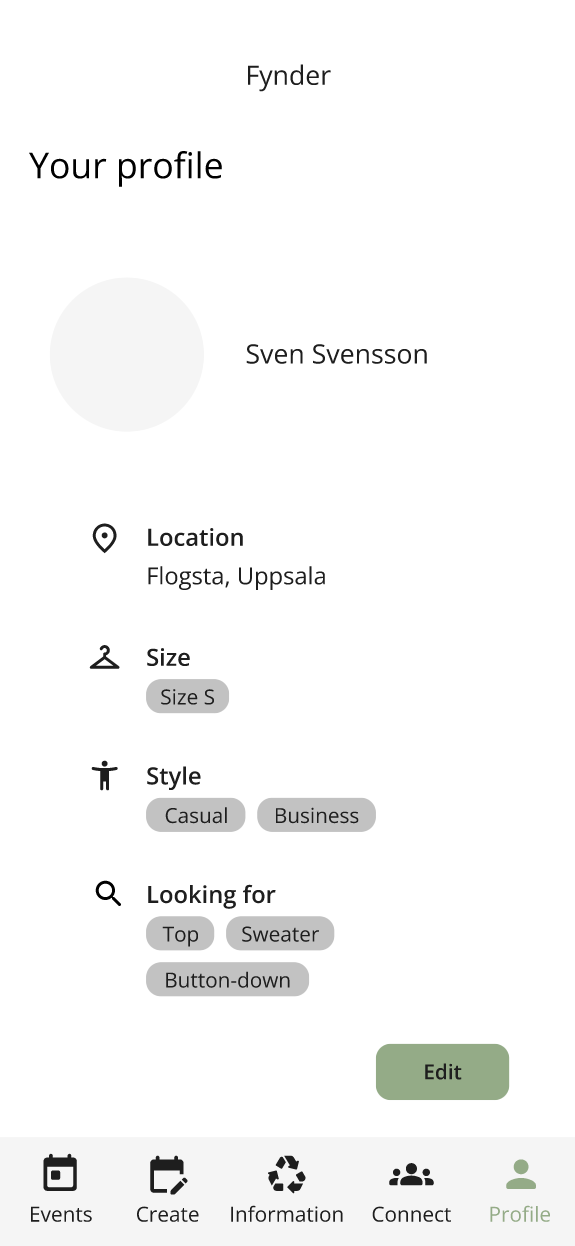 Fynder
Your profile
Sven Svensson
Location
Flogsta, Uppsala
Size
Size S
Style
Casual Business
Looking for
Top Sweater
Button-down
Edit
Events Create Information Connect Profile